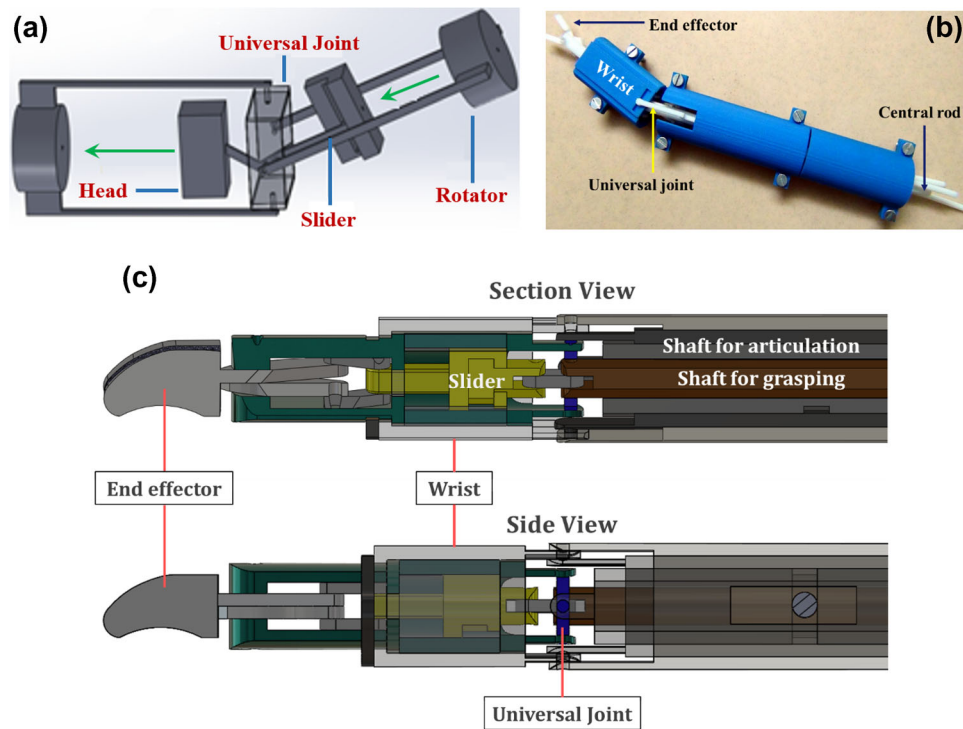 (a)
Universal Joint
Head
Slider
Rotator
(b)
End effector
Wrist
Central rod
Universal joint
(c)
Section View
Shaft for articulation
Shaft for grasping
Slider
End effector
Wrist
Side View
Universal Joint